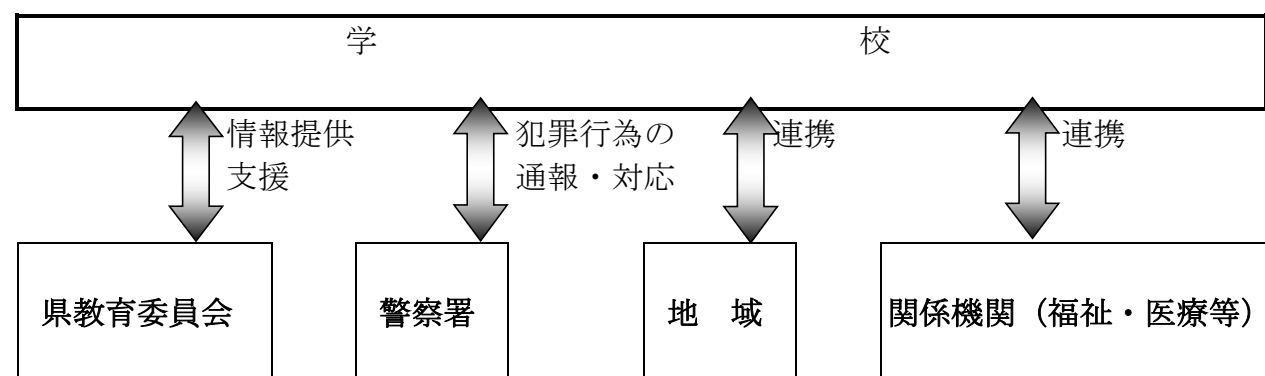 学　校
情報提供
支援
犯罪行為の
通報・対応
連携
連携
県教育委員会
警察署
地　域
関係機関（福祉・医療等）